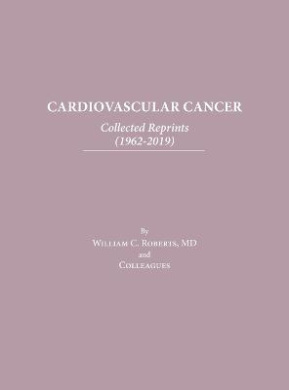 CARDIOVASCULAR CANCER
Collected Reprints
(1962-2019)
By
WILLIAM C. ROBERTS, MD
and
COLLEAGUES